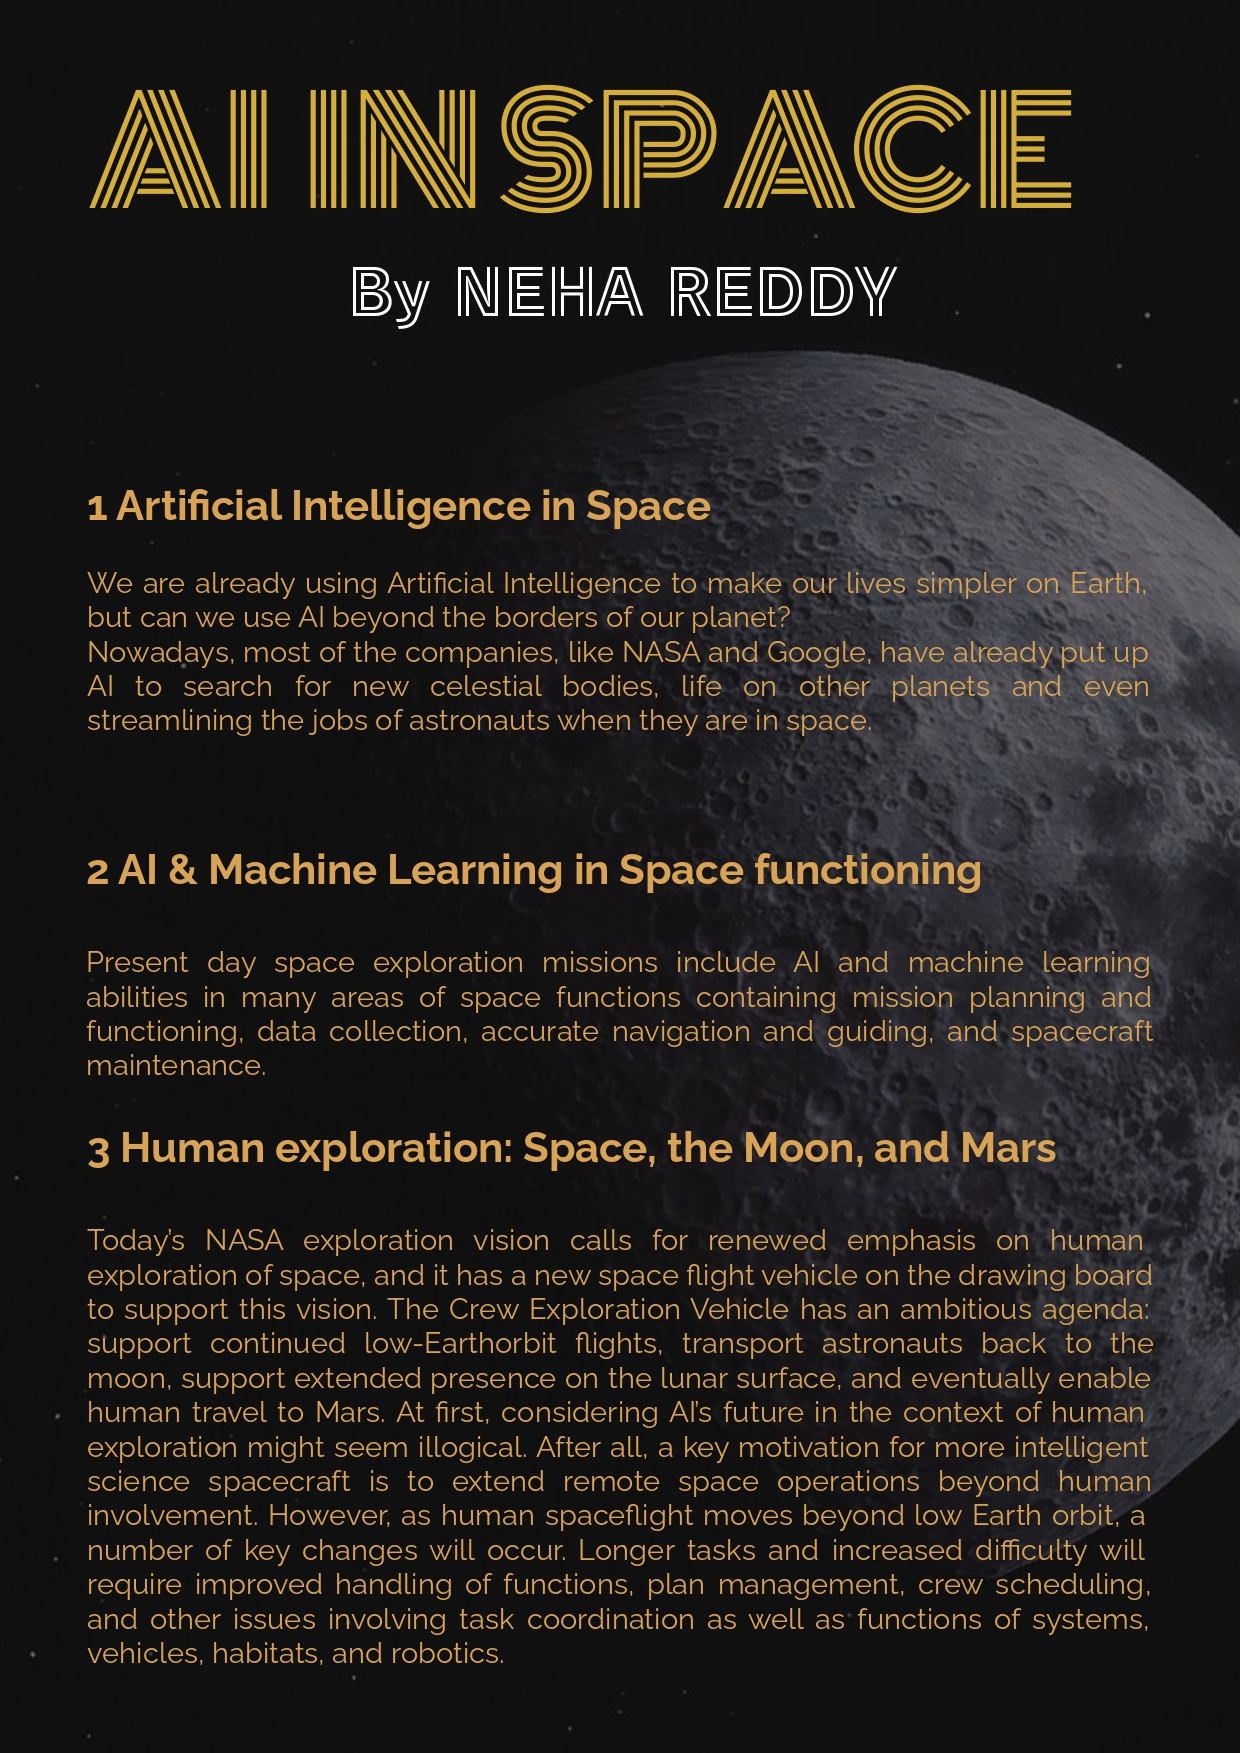 AI IN SPACE
By NEHA REDDY
1 Artificial Intelligence in Space
We are already using Artificial Intelligence to make our lives simpler on Earth,
but can we use AI beyond the borders of our planet?
Nowadays, most of the companies, like NASA and Google, have already put up
AI to search for new celestial bodies, life on other planets and even
streamlining the jobs of astronauts when they are in space.
2 AI & Machine Learning in Space functioning
Present day space exploration missions include AI and machine learning
abilities in many areas of space functions containing mission planning and
functioning, data collection, accurate navigation and guiding, and spacecraft
maintenance.
3 Human exploration: Space, the Moon, and Mars
Today’s NASA exploration vision calls for renewed emphasis on human
exploration of space, and it has a new space flight vehicle on the drawing board
to support this vision. The Crew Exploration Vehicle has an ambitious agenda:
support continued low-Earthorbit flights, transport astronauts back to the
moon, support extended presence on the lunar surface, and eventually enable
human travel to Mars. At first, considering AI’s future in the context of human
exploration might seem illogical. After all, a key motivation for more intelligent
science spacecraft is to extend remote space operations beyond human
involvement. However, as human spaceflight moves beyond low Earth orbit, a
number of key changes will occur. Longer tasks and increased difficulty will
require improved handling of functions, plan management, crew scheduling,
and other issues involving task coordination as well as functions of systems,
vehicles, habitats, and robotics.